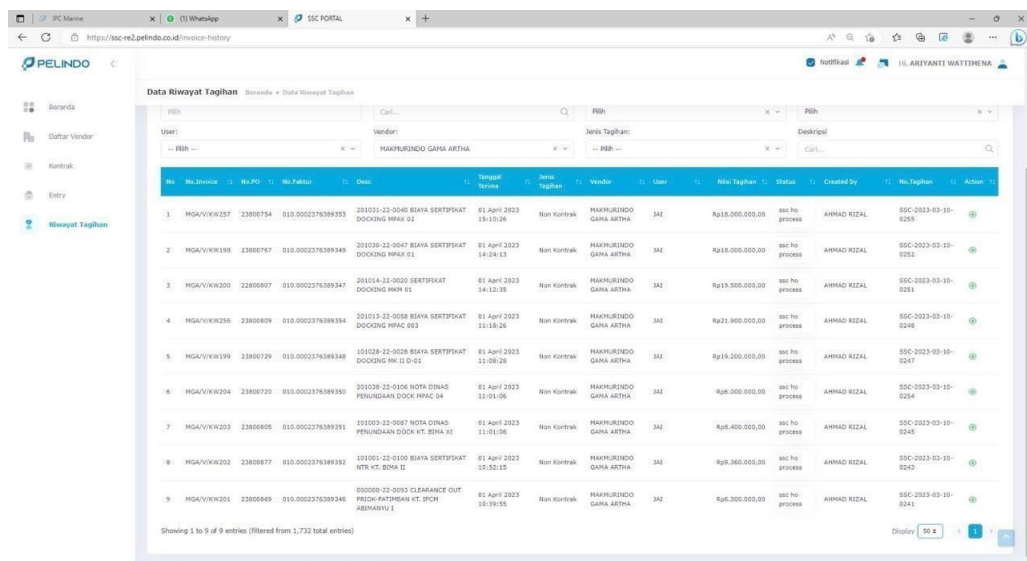 IPC Marine
(1) WhatsApp
SSC PORTAL
https://ssc-re2.pelindo.co.id/invoice-history
PELINDO
Notifikasi
Hi, ARIYANTI WATTIMENA
Data Riwayat Tagihan Beranda • Data Riwayat Tagihan
Beranda
Daftar Vendor
Kontrak
Entry
Riwayat Tagihan
Pilih Cari... Pilih Pilih
User: Vendor: Jenis Tagihan: Deskripsi
-- Pilih -- MAKMURINDO GAMA ARTHA -- Pilih -- Cari...
No No.Invoice No.PO No.Faktur Desc Tanggal Terima Jenis Tagihan Vendor User Nilai Tagihan Status Created by No.Tagihan Action
1 MGA/V/KW257 23800754 010.0002376389353 201031-22-0040 BIAYA SERTIFIKAT 01 April 2023 Non Kontrak MAKMURINDO JAI Rp18.000.000,00 ssc ho AHMAD RIZAL SSC-2023-03-10-
DOCKING MPAX 02 15:10:26 GAMA ARTHA process 0255
2 MGA/V/KW198 23800767 010.0002376389349 201030-22-0047 BIAYA SERTIFIKAT 01 April 2023 Non Kontrak MAKMURINDO JAI Rp18.000.000,00 ssc ho AHMAD RIZAL SSC-2023-03-10-
DOCKING MPAX 01 14:24:13 GAMA ARTHA process 0252
3 MGA/V/KW200 22800807 010.0002376389347 201014-22-0020 SERTIFIKAT 01 April 2023 Non Kontrak MAKMURINDO JAI Rp19.500.000,00 ssc ho AHMAD RIZAL SSC-2023-03-10-
DOCKING MKM 01 14:12:35 GAMA ARTHA process 0251
4 MGA/V/KW256 23800809 010.0002376389354 201013-22-0058 BIAYA SERTIFIKAT 01 April 2023 Non Kontrak MAKMURINDO JAI Rp21.900.000,00 ssc ho AHMAD RIZAL SSC-2023-03-10-
DOCKING MPAC 003 11:18:26 GAMA ARTHA process 0248
5 MGA/V/KW199 23800729 010.0002376389348 101028-22-0028 BIAYA SERTIFIKAT 01 April 2023 Non Kontrak MAKMURINDO JAI Rp19.200.000,00 ssc ho AHMAD RIZAL SSC-2023-03-10-
DOCKING MK II D-01 11:08:28 GAMA ARTHA process 0247
6 MGA/V/KW204 23800720 010.0002376389350 201038-22-0106 NOTA DINAS 01 April 2023 Non Kontrak MAKMURINDO JAI Rp6.000.000,00 ssc ho AHMAD RIZAL SSC-2023-03-10-
PENUNDAAN DOCK MPAC 04 11:01:06 GAMA ARTHA process 0254
7 MGA/V/KW203 23800805 010.0002376389351 101003-22-0087 NOTA DINAS 01 April 2023 Non Kontrak MAKMURINDO JAI Rp8.400.000,00 ssc ho AHMAD RIZAL SSC-2023-03-10-
PENUNDAAN DOCK KT. BIMA XI 11:01:06 GAMA ARTHA process 0245
8 MGA/V/KW202 23800877 010.0002376389352 101001-22-0100 BIAYA SERTIFIKAT 01 April 2023 Non Kontrak MAKMURINDO JAI Rp9.360.000,00 ssc ho AHMAD RIZAL SSC-2023-03-10-
NTR KT. BIMA II 10:52:15 GAMA ARTHA process 0243
9 MGA/V/KW201 23800869 010.0002376389346 000008-22-0093 CLEARANCE OUT 01 April 2023 Non Kontrak MAKMURINDO JAI Rp6.300.000,00 ssc ho AHMAD RIZAL SSC-2023-03-10-
PRIOK-PATIMBAN KT. IPCM 10:39:55 GAMA ARTHA process 0241
ABIMANYU I
Showing 1 to 9 of 9 entries (filtered from 1,732 total entries)
Display 50 1